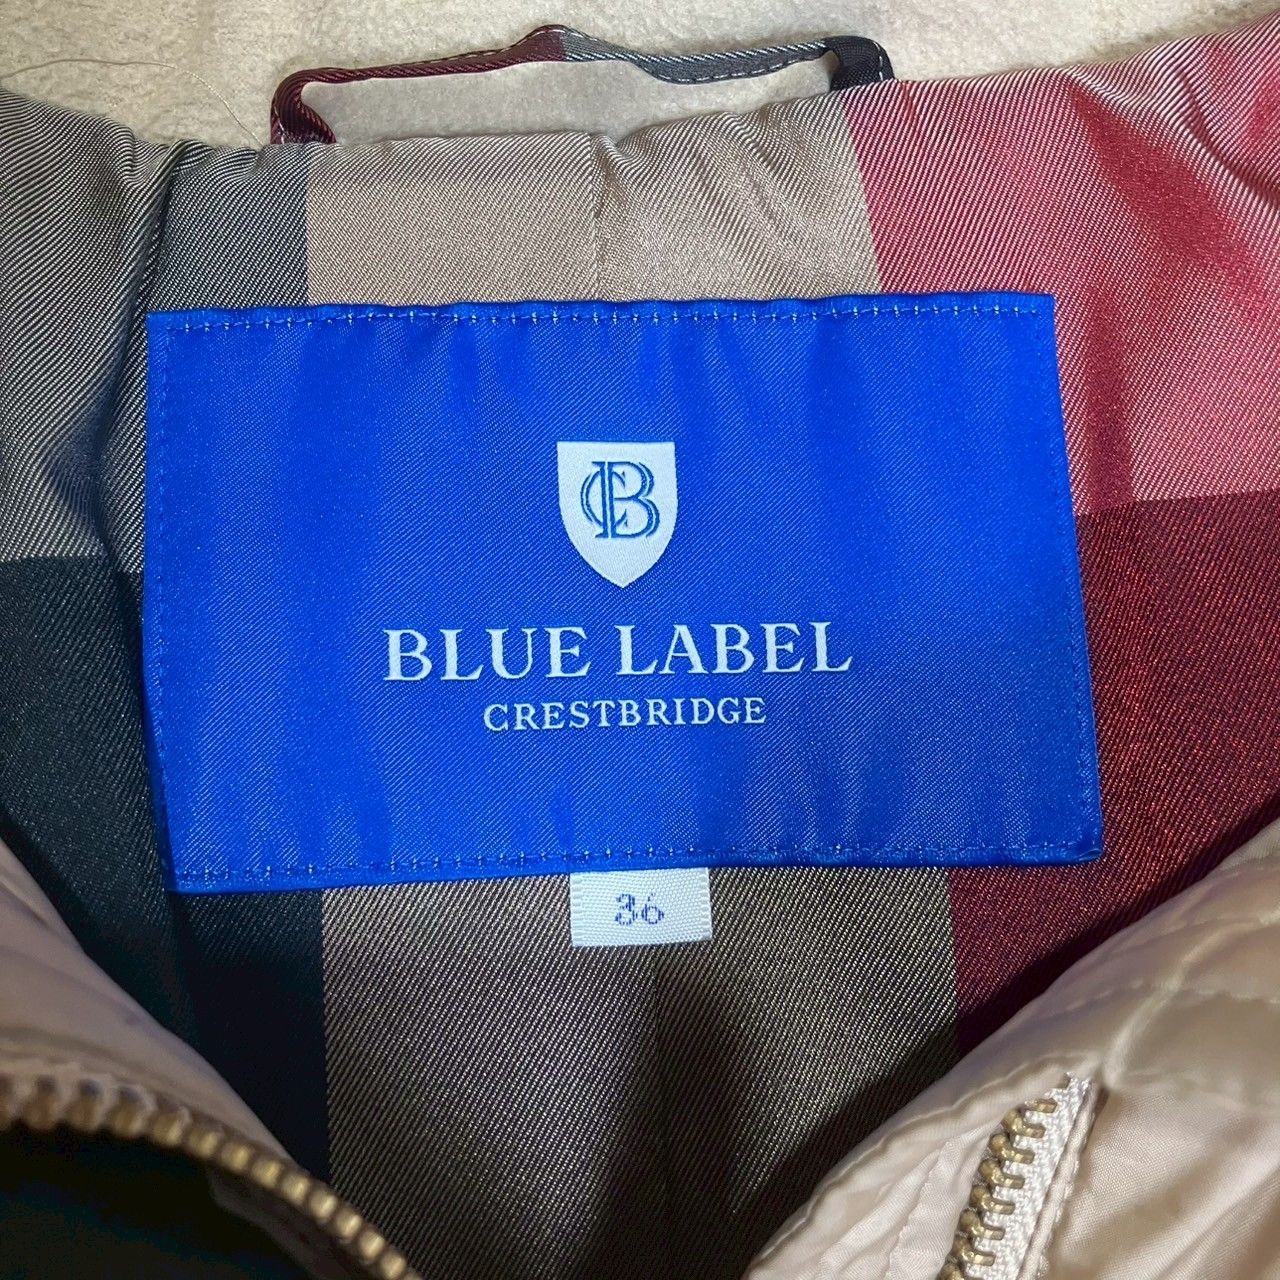 CB
BLUE LABEL
CRESTBRIDGE
36